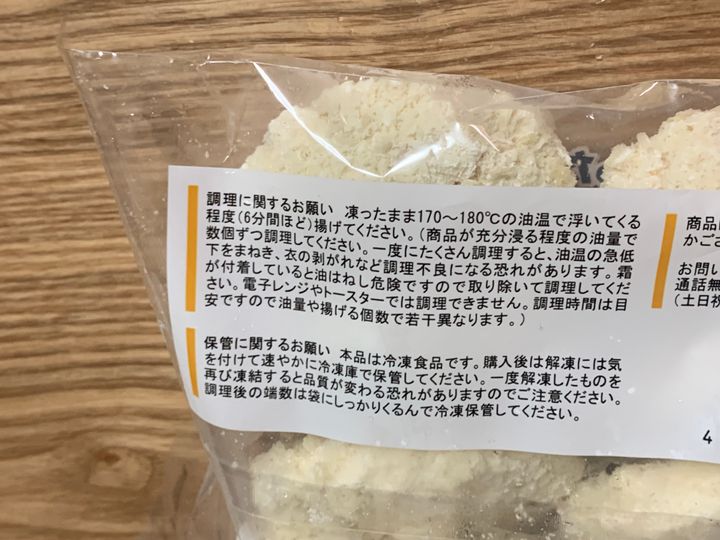 調理に関するお願い 凍ったまま170～180℃の油温で浮いてくる
程度(6分間ほど)揚げてください。(商品が充分浸る程度の油量で
数個ずつ調理してください。一度にたくさん調理すると、油温の急低
下をまねき、衣の剥がれなど調理不良になる恐れがあります。霜
が付着していると油はねし危険ですので取り除いて調理してくだ
さい。電子レンジやトースターでは調理できません。調理時間は目
安ですので油量や揚げる個数で若干異なります。)
保管に関するお願い 本品は冷凍食品です。購入後は解凍には気
を付けて速やかに冷凍庫で保管してください。一度解凍したものを
再び凍結すると品質が変わる恐れがありますのでご注意ください。
調理後の端数は袋にしっかりくるんで冷凍保管してください。
商品
かごさ
お問い
通話無
(土日祝
4